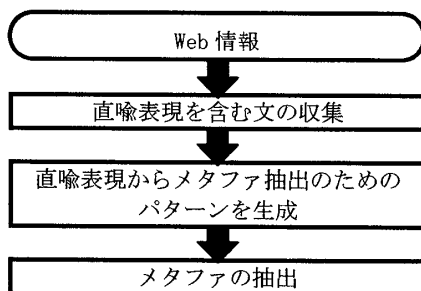 Web 情報
直喩表現を含む文の収集
直喩表現からメタファ抽出のための
パターンを生成
メタファの抽出